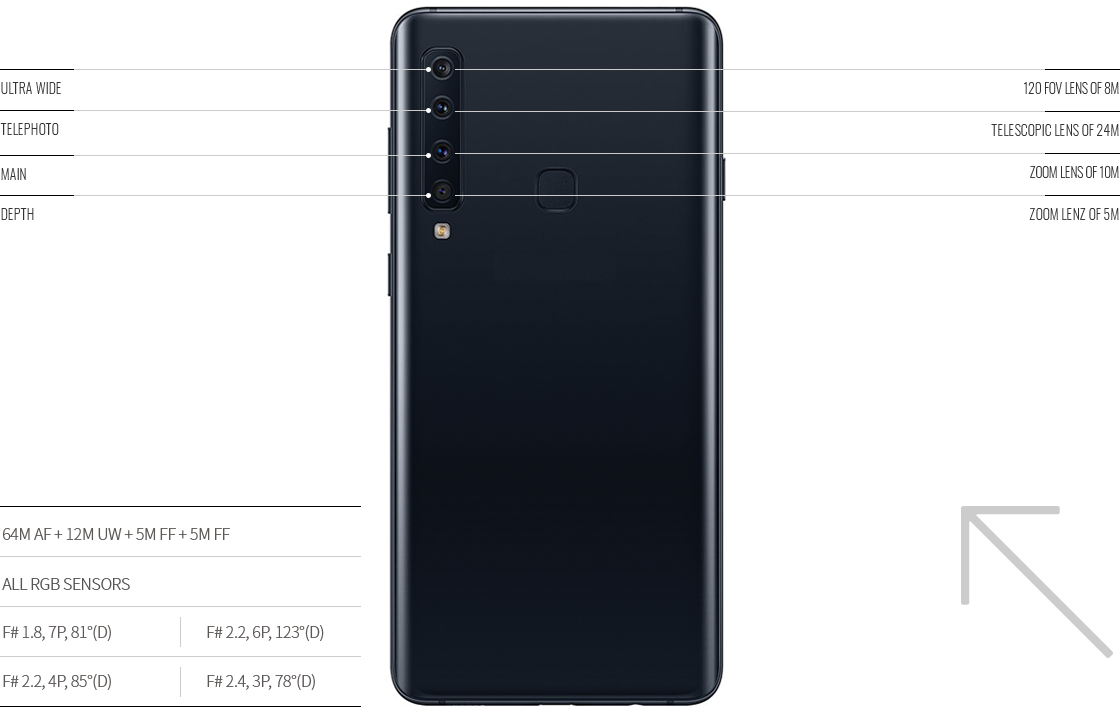 ULTRA WIDE
120 FOV LENS OF 8M
TELEPHOTO
TELESCOPIC LENS OF 24M
MAIN
ZOOM LENS OF 10M
DEPTH
ZOOM LENZ OF 5M
64M AF + 12M UW + 5M FF + 5M FF
ALL RGB SENSORS
F# 1.8, 7P, 81°(D)
F# 2.2, 6P, 123°(D)
F# 2.2, 4P, 85°(D)
F# 2.4, 3P, 78°(D)